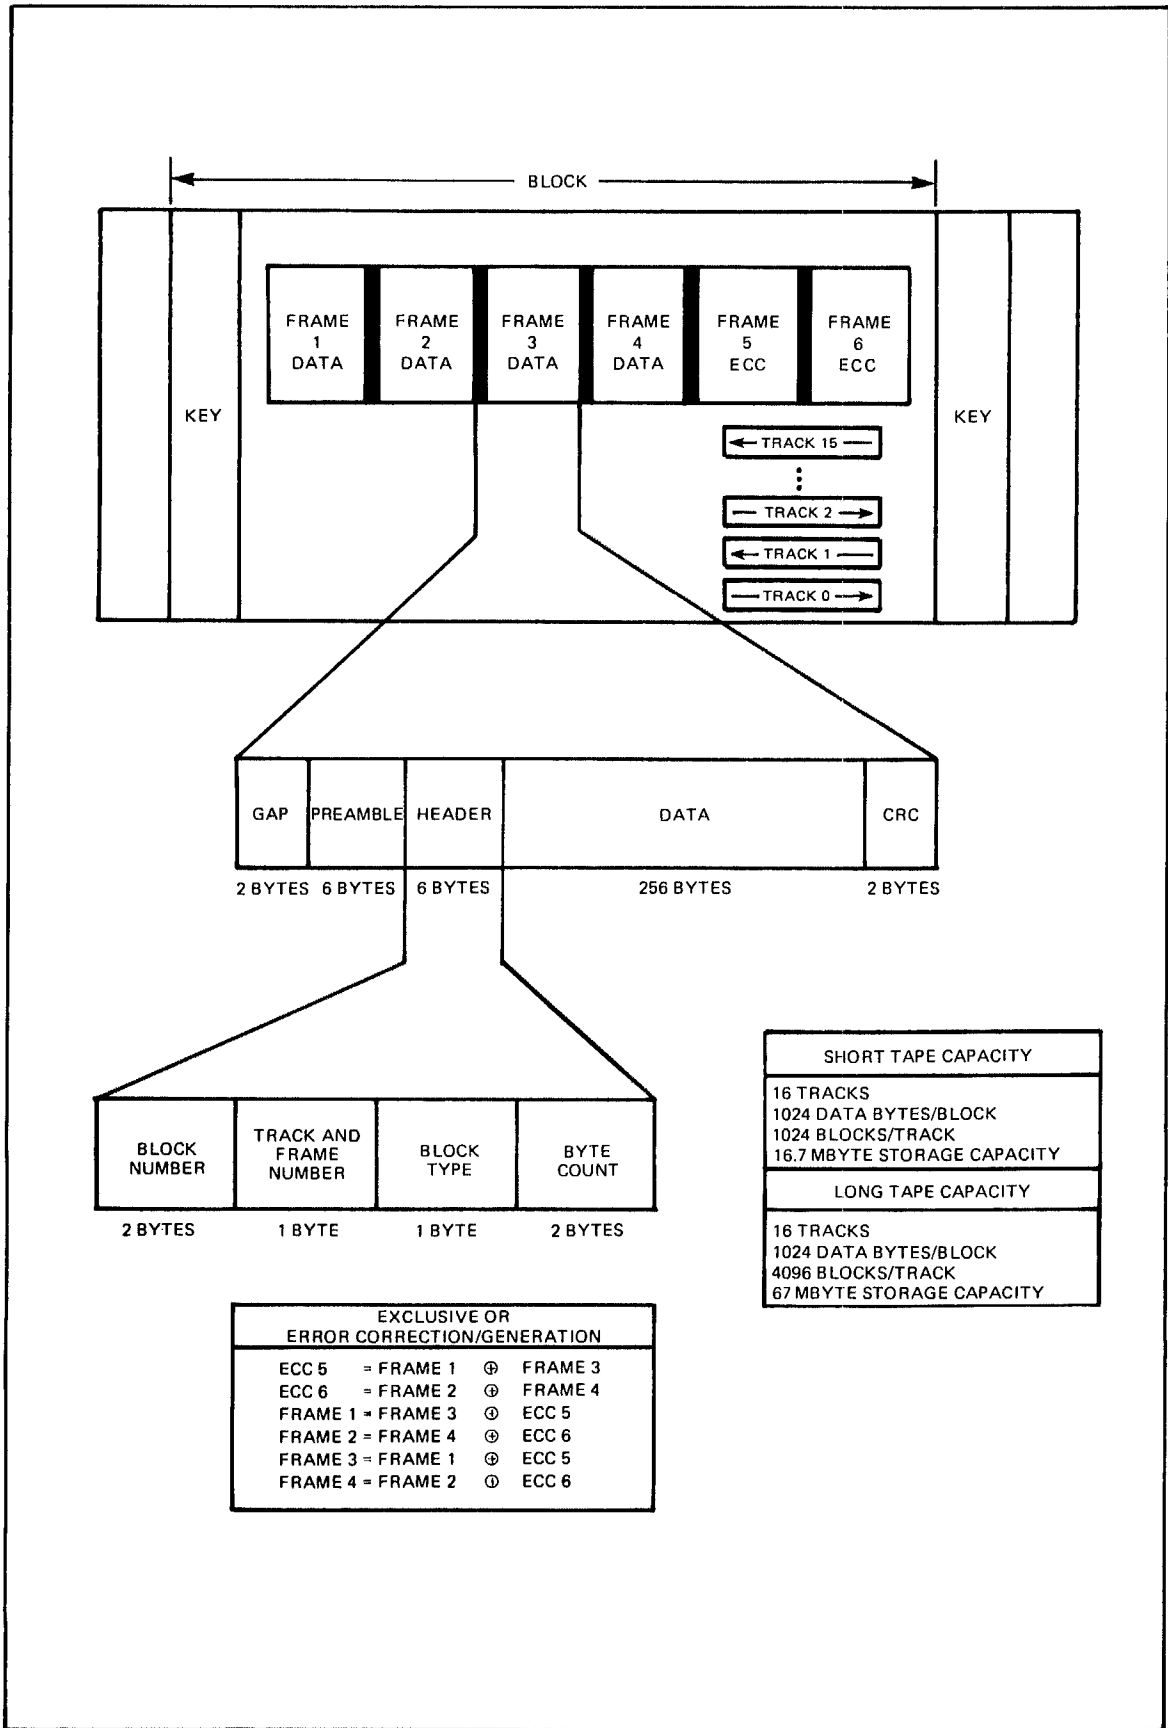 BLOCK
KEY
FRAME 1 DATA
FRAME 2 DATA
FRAME 3 DATA
FRAME 4 DATA
FRAME 5 ECC
FRAME 6 ECC
KEY
TRACK 15
TRACK 2
TRACK 1
TRACK 0
GAP
PREAMBLE
HEADER
DATA
CRC
2 BYTES
6 BYTES
6 BYTES
256 BYTES
2 BYTES
BLOCK NUMBER
TRACK AND FRAME NUMBER
BLOCK TYPE
BYTE COUNT
2 BYTES
1 BYTE
1 BYTE
2 BYTES
SHORT TAPE CAPACITY
16 TRACKS
1024 DATA BYTES/BLOCK
1024 BLOCKS/TRACK
16.7 MBYTE STORAGE CAPACITY
LONG TAPE CAPACITY
16 TRACKS
1024 DATA BYTES/BLOCK
4096 BLOCKS/TRACK
67 MBYTE STORAGE CAPACITY
EXCLUSIVE OR
ERROR CORRECTION/GENERATION
ECC 5 = FRAME 1 ⊕ FRAME 3
ECC 6 = FRAME 2 ⊕ FRAME 4
FRAME 1 = FRAME 3 ⊕ ECC 5
FRAME 2 = FRAME 4 ⊕ ECC 6
FRAME 3 = FRAME 1 ⊕ ECC 5
FRAME 4 = FRAME 2 ⊕ ECC 6